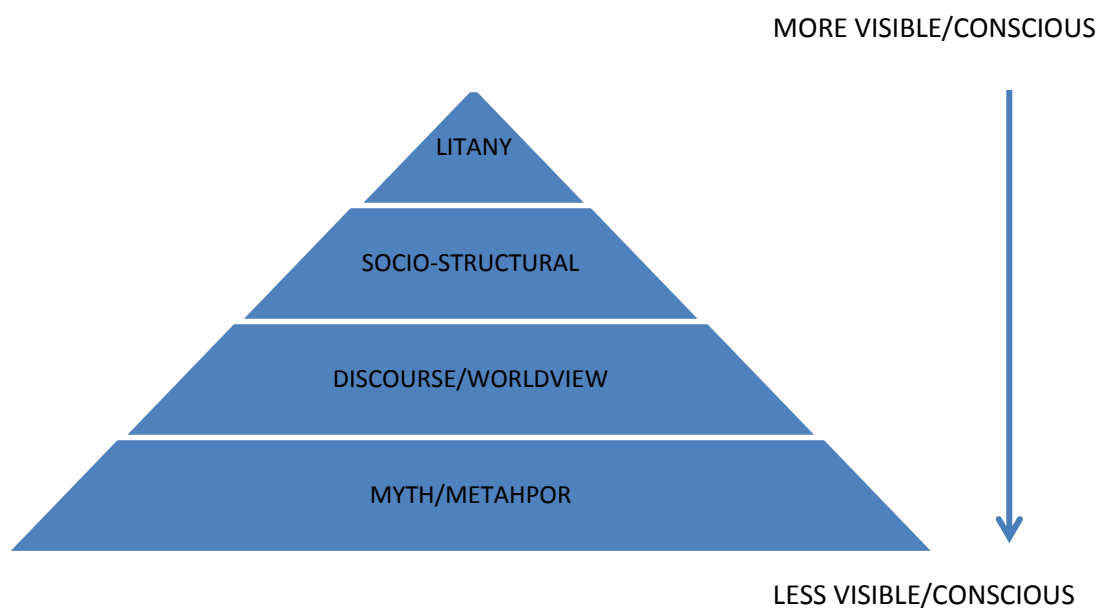 MORE VISIBLE/CONSCIOUS
LITANY
SOCIO-STRUCTURAL
DISCOURSE/WORLDVIEW
MYTH/METAHPOR
LESS VISIBLE/CONSCIOUS